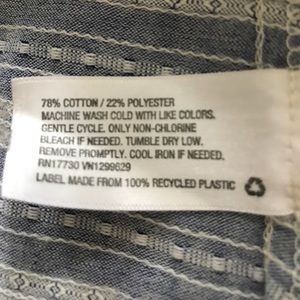 78% COTTON / 22% POLYESTER
MACHINE WASH COLD WITH LIKE COLORS.
GENTLE CYCLE. ONLY NON-CHLORINE
BLEACH IF NEEDED. TUMBLE DRY LOW.
REMOVE PROMPTLY. COOL IRON IF NEEDED.
RN17730 VN1299629
LABEL MADE FROM 100% RECYCLED PLASTIC